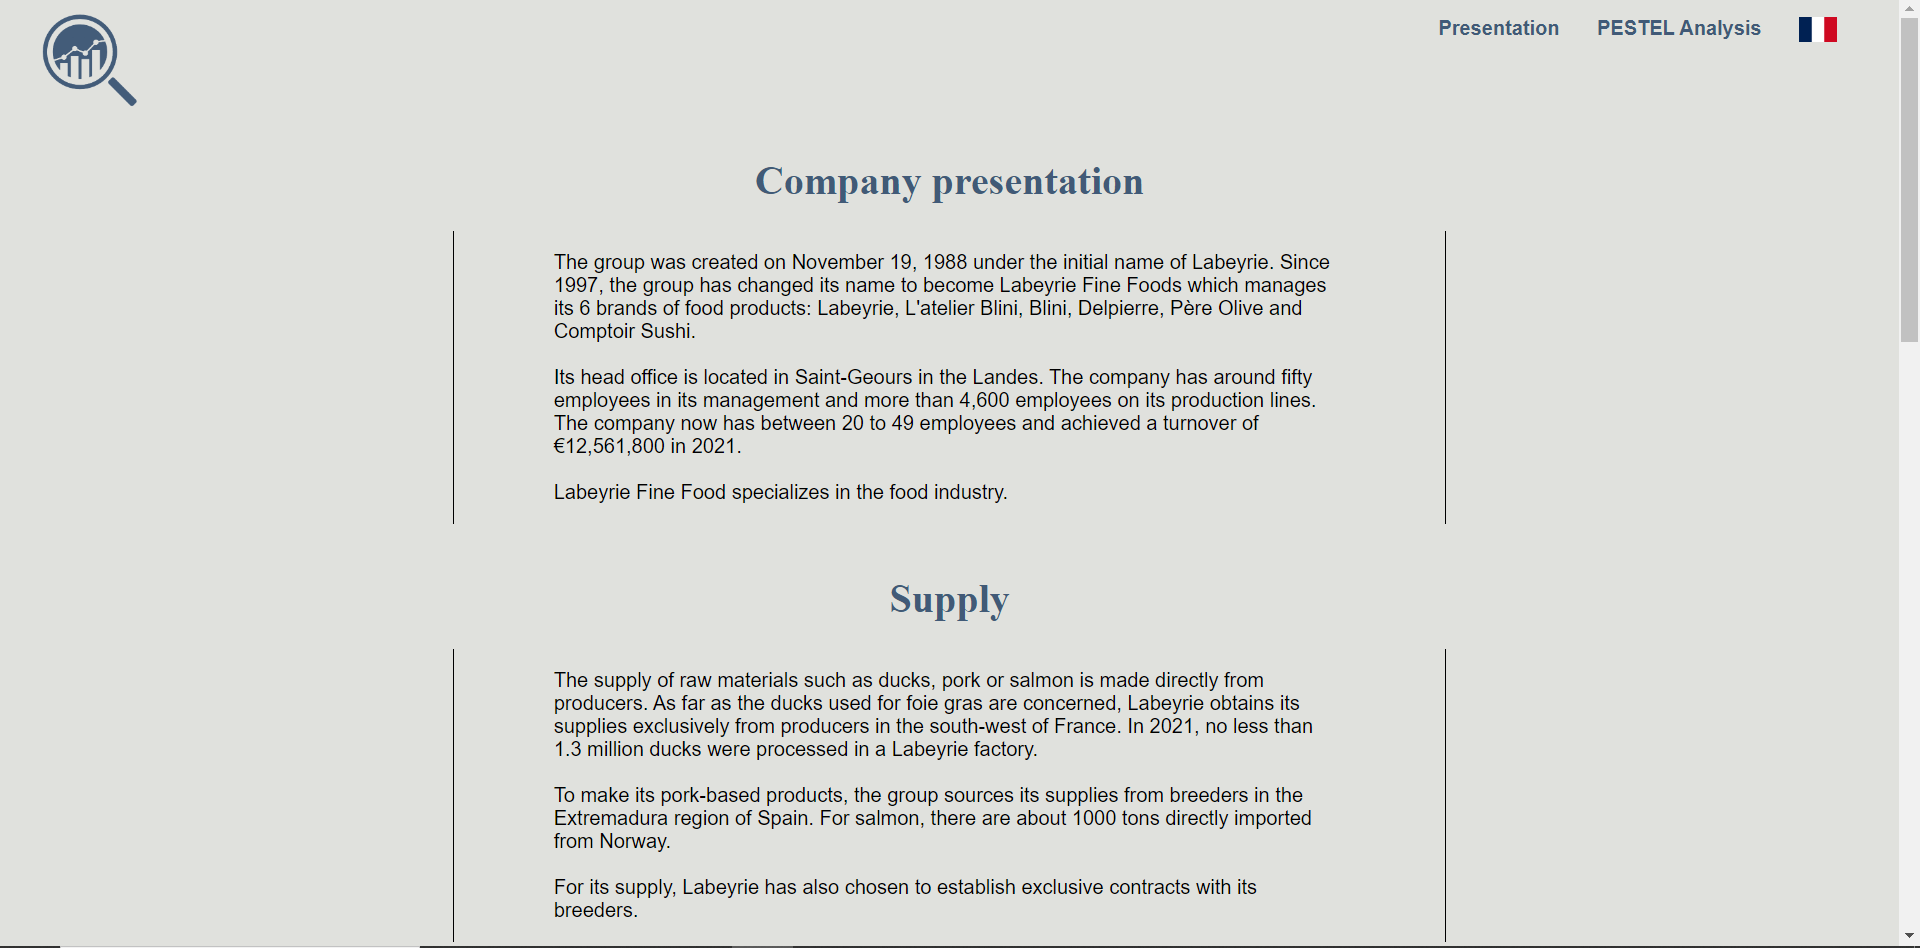 Presentation
PESTEL Analysis
Company presentation
The group was created on November 19, 1988 under the initial name of Labeyrie. Since
1997, the group has changed its name to become Labeyrie Fine Foods which manages
its 6 brands of food products: Labeyrie, L'atelier Blini, Blini, Delpierre, Père Olive and
Comptoir Sushi.
Its head office is located in Saint-Geours in the Landes. The company has around fifty
employees in its management and more than 4,600 employees on its production lines.
The company now has between 20 to 49 employees and achieved a turnover of
€12,561,800 in 2021.
Labeyrie Fine Food specializes in the food industry.
Supply
The supply of raw materials such as ducks, pork or salmon is made directly from
producers. As far as the ducks used for foie gras are concerned, Labeyrie obtains its
supplies exclusively from producers in the south-west of France. In 2021, no less than
1.3 million ducks were processed in a Labeyrie factory.
To make its pork-based products, the group sources its supplies from breeders in the
Extremadura region of Spain. For salmon, there are about 1000 tons directly imported
from Norway.
For its supply, Labeyrie has also chosen to establish exclusive contracts with its
breeders.